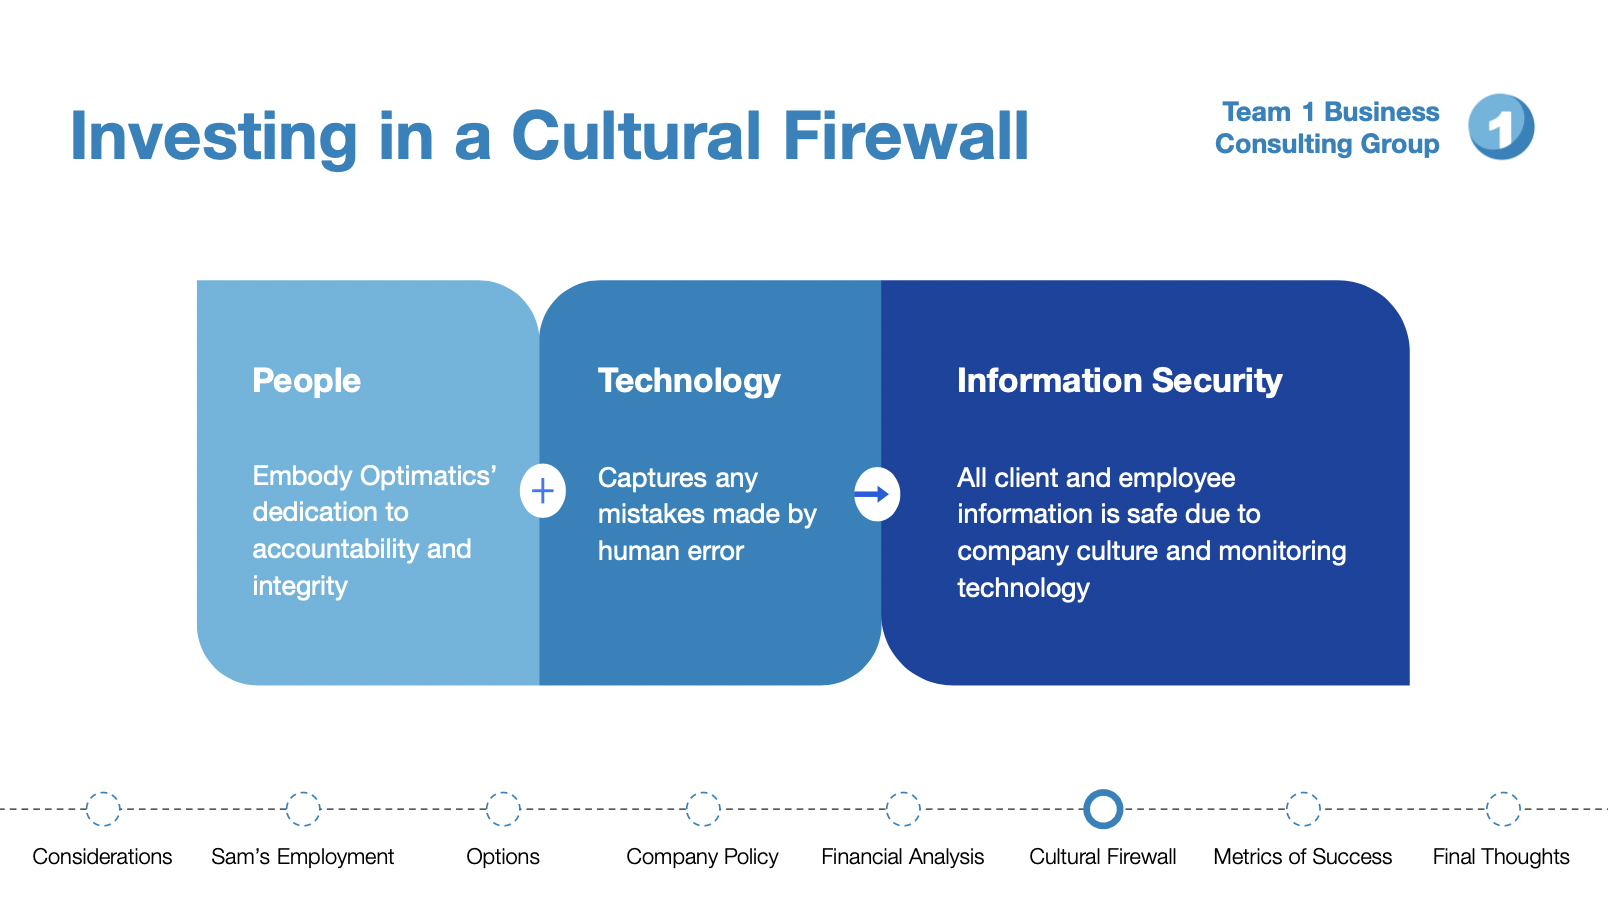 Investing in a Cultural Firewall
Team 1 Business
Consulting Group
1
People
Embody Optimatics’
dedication to
accountability and
integrity
+
Technology
Captures any
mistakes made by
human error
Information Security
All client and employee
information is safe due to
company culture and monitoring
technology
Considerations
Sam’s Employment
Options
Company Policy
Financial Analysis
Cultural Firewall
Metrics of Success
Final Thoughts